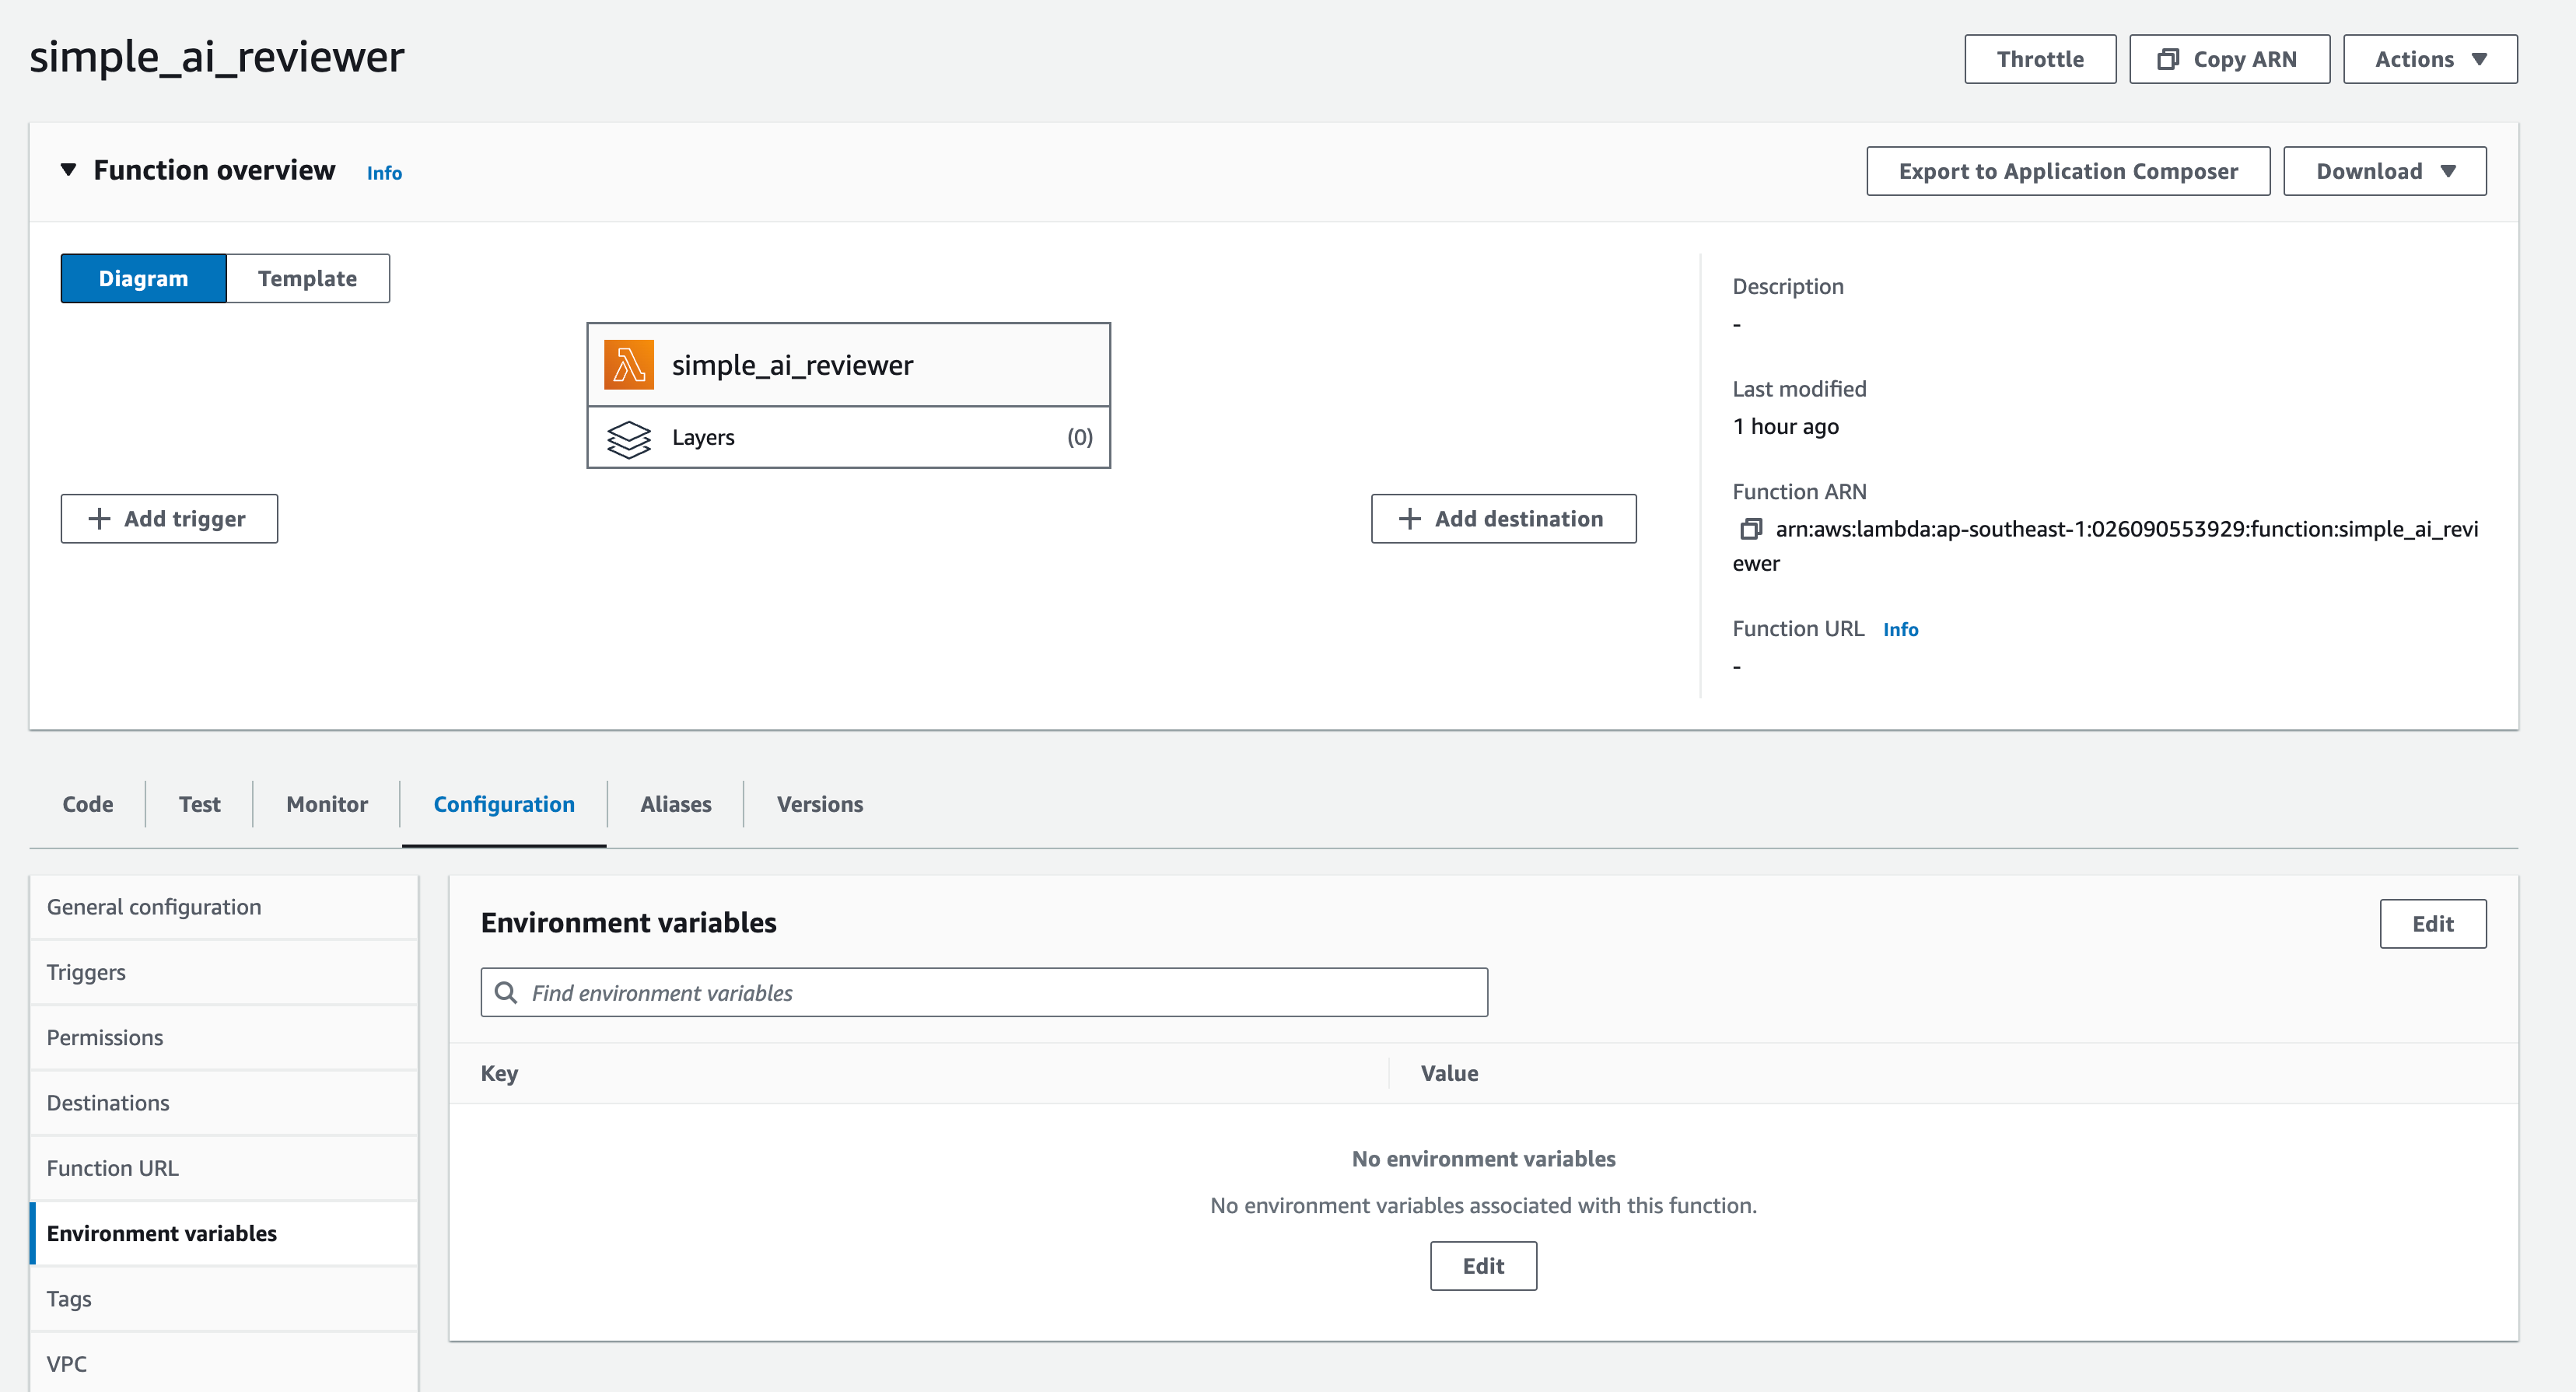 simple_ai_reviewer
Throttle
Copy ARN
Actions
Function overview
Info
Export to Application Composer
Download
Diagram
Template
simple_ai_reviewer
Layers
(0)
Add trigger
Add destination
Description
-
Last modified
1 hour ago
Function ARN
arn:aws:lambda:ap-southeast-1:026090553929:function:simple_ai_revi
ewer
Function URL
Info
-
Code
Test
Monitor
Configuration
Aliases
Versions
General configuration
Triggers
Permissions
Destinations
Function URL
Environment variables
Tags
VPC
Environment variables
Edit
Find environment variables
Key
Value
No environment variables
No environment variables associated with this function.
Edit